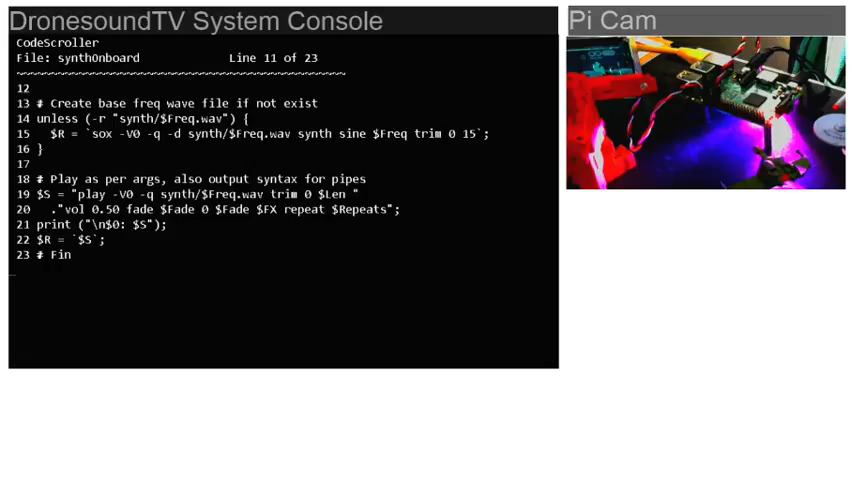 DronesoundTV System Console
Pi Cam
CodeScroller
File: synthOnboard Line 11 of 23
~~~~~~~~~~~~~~~~~~~~~~~~~~~~~~~~~~~~~~~~~~~~~~~~
12
13 # Create base freq wave file if not exist
14 unless (-r "synth/$Freq.wav") {
15   $R = `sox -V0 -q -d synth/$Freq.wav synth sine $Freq trim 0 15`;
16 }
17
18 # Play as per args, also output syntax for pipes
19 $S = "play -V0 -q synth/$Freq.wav trim 0 $Len "
20   ."vol 0.50 fade $Fade 0 $Fade $FX repeat $Repeats";
21 print ("\n$0: $S");
22 $R = `$S`;
23 # Fin